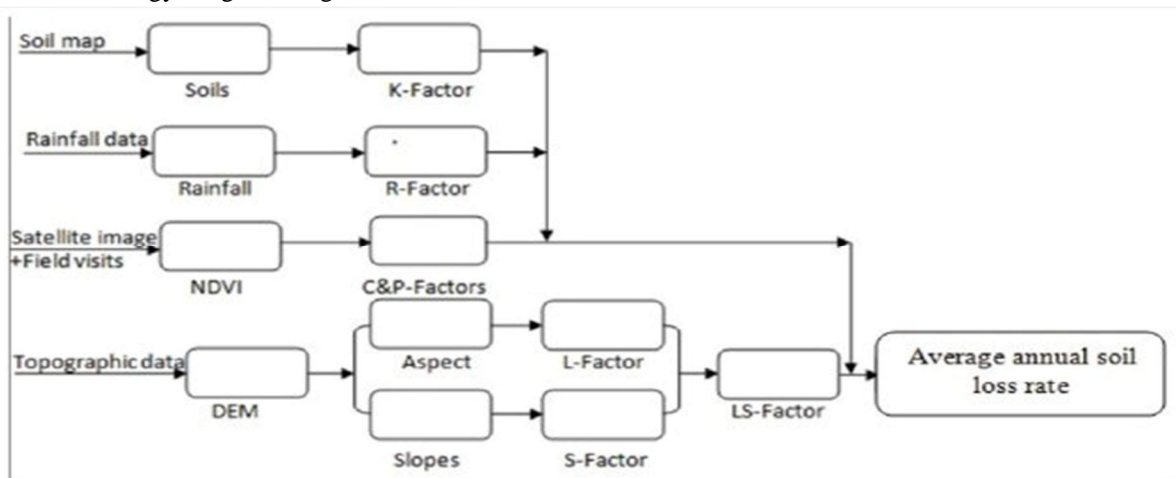 Soil map
Soils
K-Factor
Rainfall data
Rainfall
R-Factor
Satellite image
+Field visits
NDVI
C&P-Factors
Topographic data
DEM
Aspect
L-Factor
Slopes
S-Factor
LS-Factor
Average annual soil
loss rate